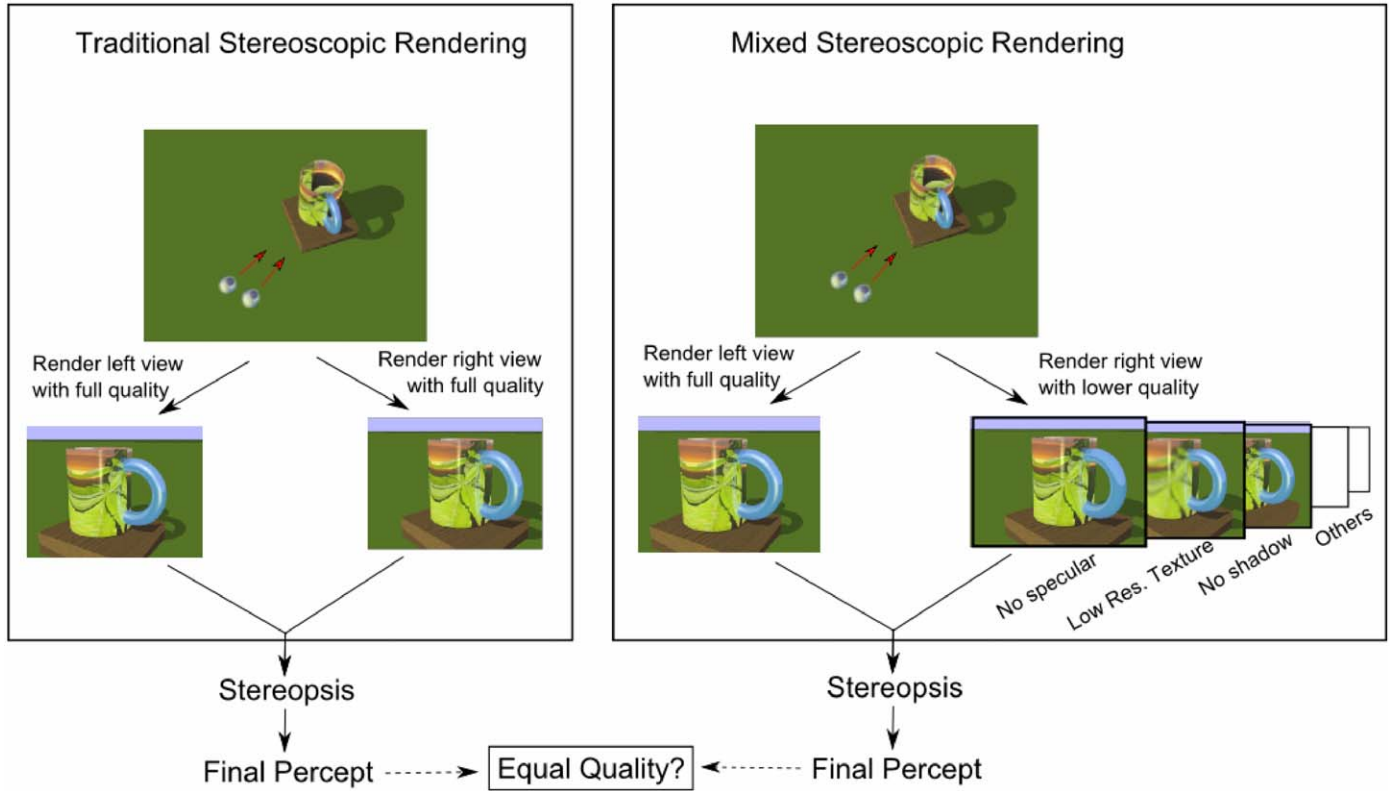 Traditional Stereoscopic Rendering
Render left view
with full quality
Render right view
with full quality
Stereopsis
Final Percept
Mixed Stereoscopic Rendering
Render left view
with full quality
Render right view
with lower quality
No specular
Low Res. Texture
No shadow
Others
Stereopsis
Final Percept
Equal Quality?